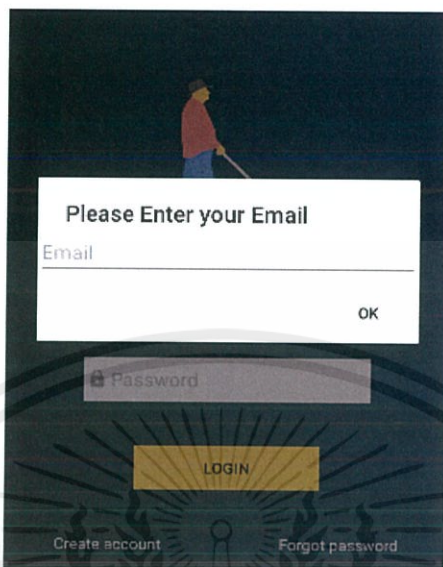 Please Enter your Email
Email
OK
Password
LOGIN
Create account
Forgot password